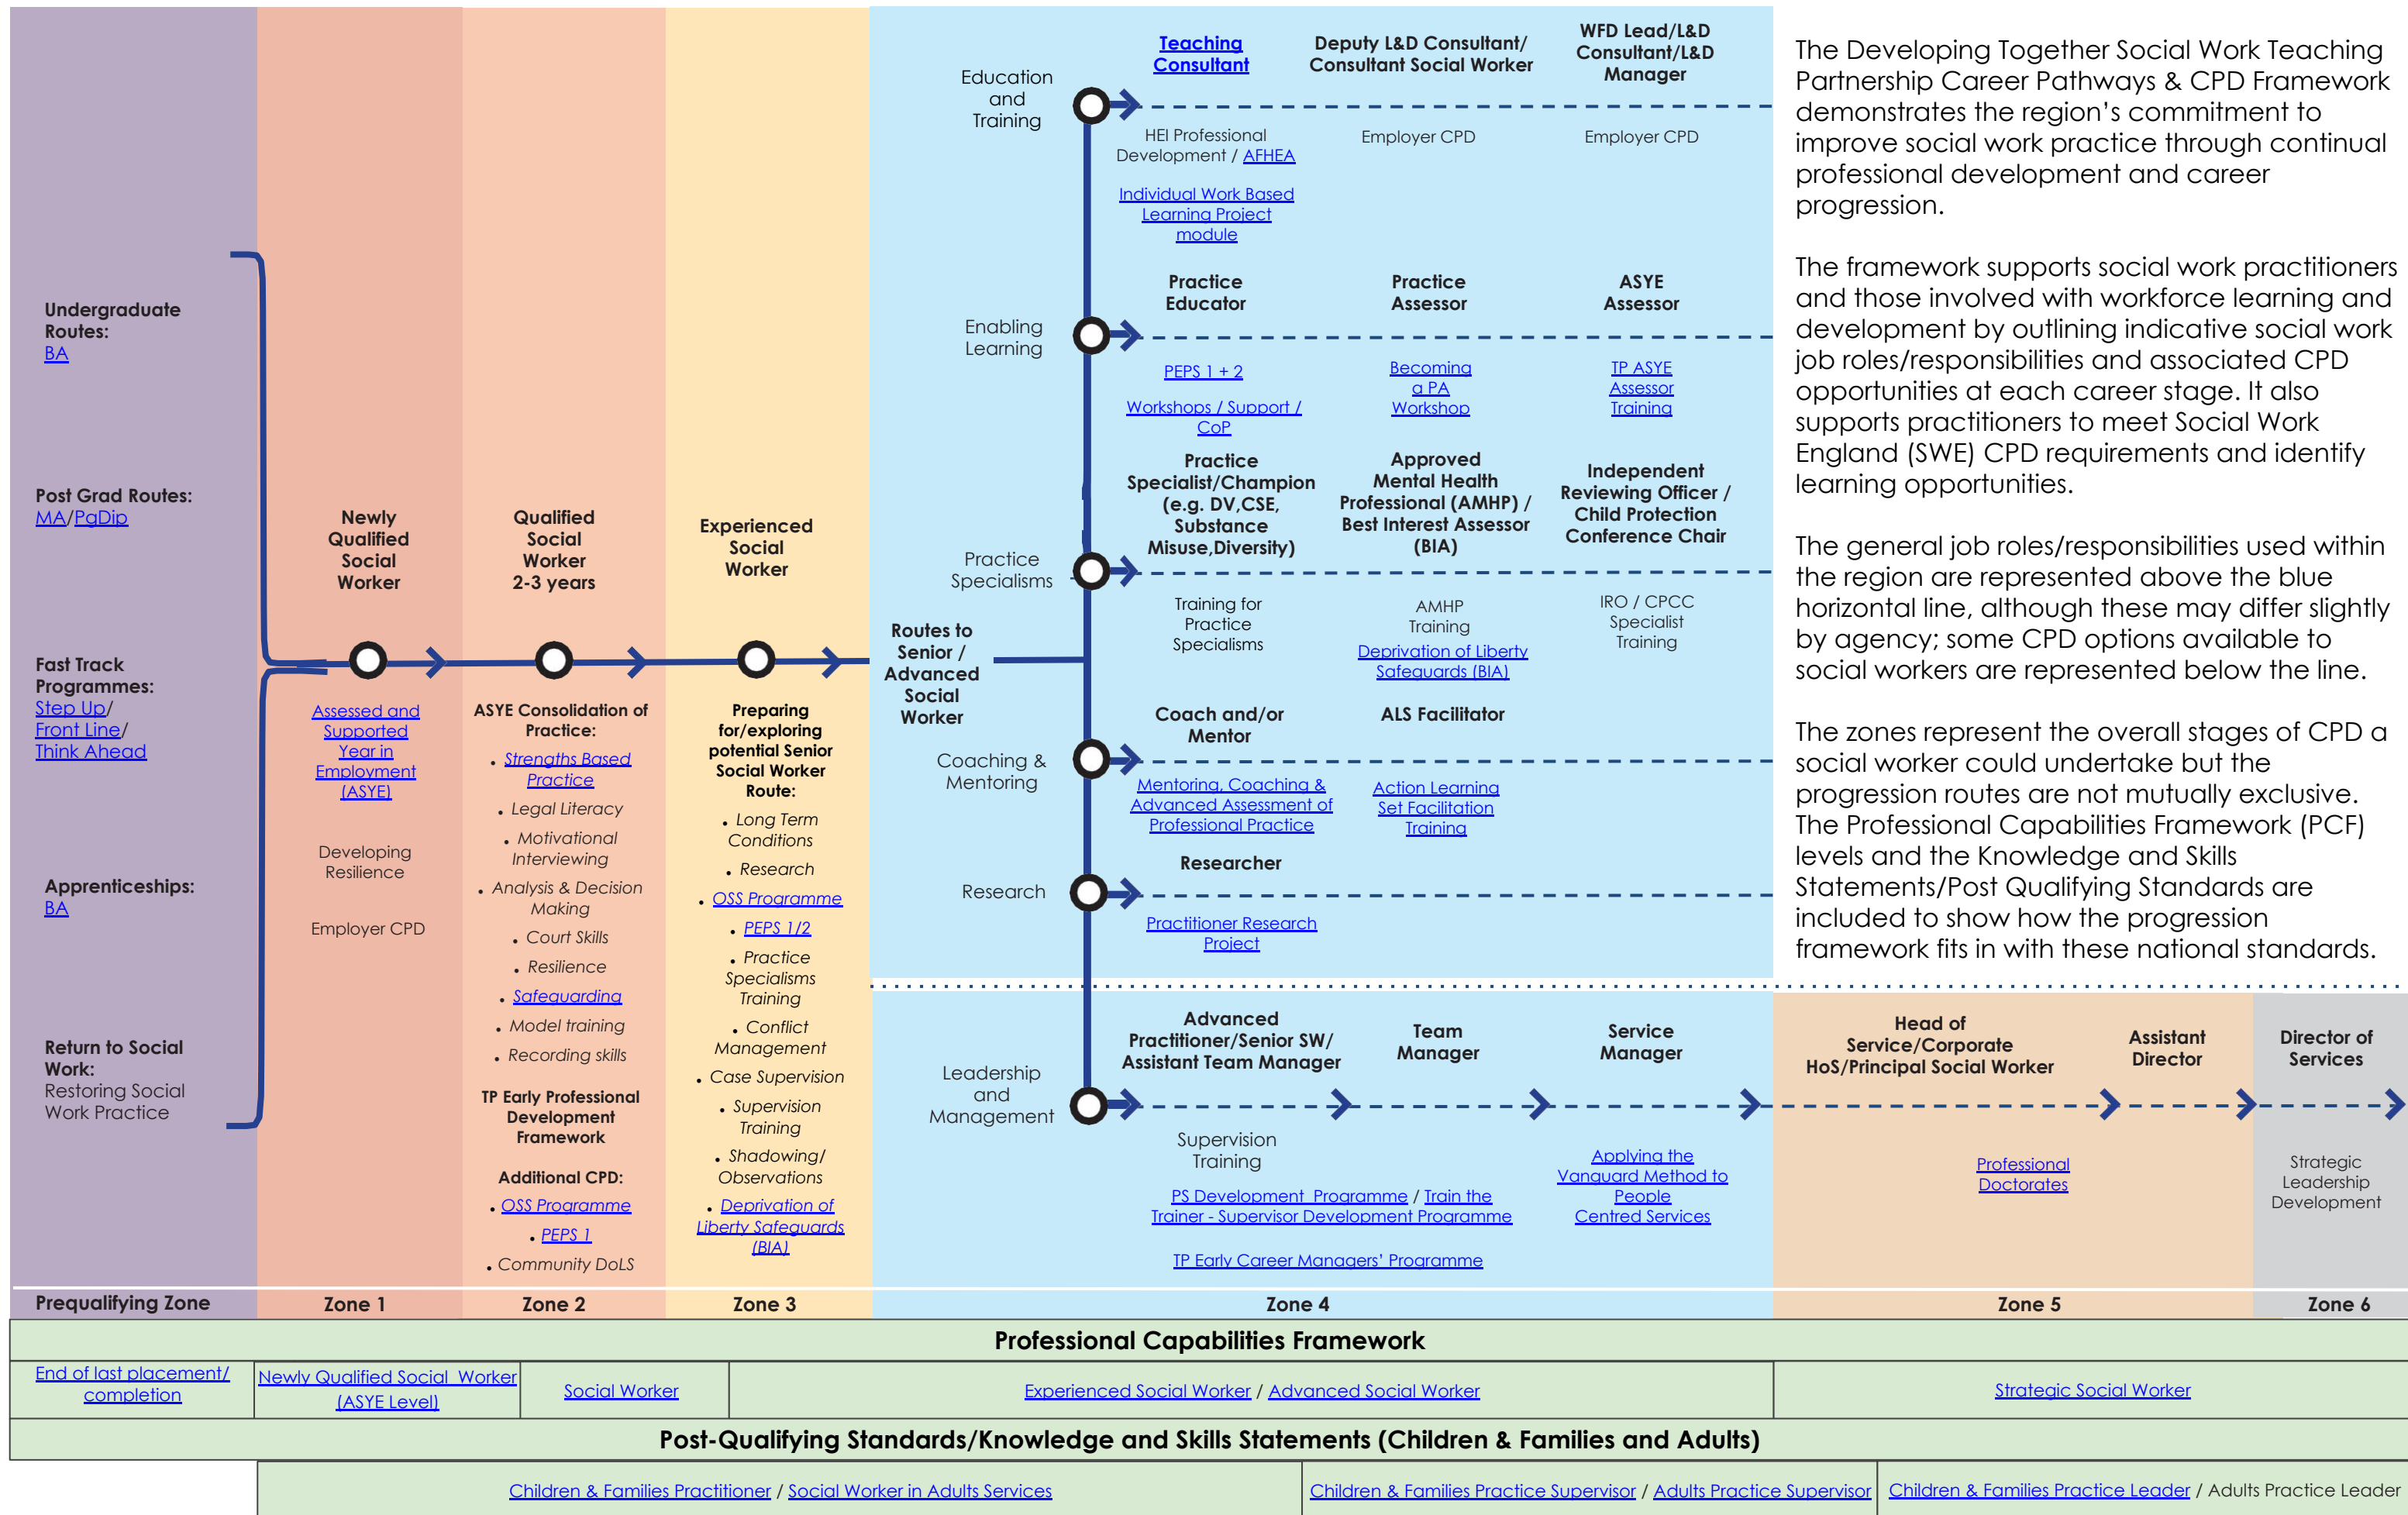 Undergraduate
Routes:
BA
Post Grad Routes:
MA/PgDip
Fast Track
Programmes:
Step Up/
Front Line/
Think Ahead
Apprenticeships:
BA
Return to Social
Work:
Restoring Social
Work Practice
Newly
Qualified
Social
Worker
Assessed and
Supported
Year in
Employment
(ASYE)
Developing
Resilience
Employer CPD
Qualified
Social
Worker
2-3 years
ASYE Consolidation of
Practice:
• Strengths Based
Practice
• Legal Literacy
• Motivational
Interviewing
• Analysis & Decision
Making
• Court Skills
• Resilience
• Safeguarding
• Model training
• Recording skills
TP Early Professional
Development
Framework
Additional CPD:
• OSS Programme
• PEPS 1
• Community DoLS
Experienced
Social
Worker
Preparing
for/exploring
potential Senior
Social Worker
Route:
• Long Term
Conditions
• Research
• OSS Programme
• PEPS 1/2
• Practice
Specialisms
Training
• Conflict
Management
• Case Supervision
• Supervision
Training
• Shadowing/
Observations
• Deprivation of
Liberty Safeguards
(BIA)
Routes to
Senior /
Advanced
Social
Worker
Education
and
Training
Teaching
Consultant
HEI Professional
Development / AFHEA
Individual Work Based
Learning Project
module
Deputy L&D Consultant/
Consultant Social Worker
Employer CPD
WFD Lead/L&D
Consultant/L&D
Manager
Employer CPD
Enabling
Learning
Practice
Educator
PEPS 1 + 2
Workshops / Support /
CoP
Practice
Assessor
Becoming
a PA
Workshop
ASYE
Assessor
TP ASYE
Assessor
Training
Practice
Specialisms
Practice
Specialist/Champion
(e.g. DV,CSE,
Substance
Misuse,Diversity)
Training for
Practice
Specialisms
Approved
Mental Health
Professional (AMHP) /
Best Interest Assessor
(BIA)
AMHP
Training
Deprivation of Liberty
Safeguards (BIA)
Independent
Reviewing Officer /
Child Protection
Conference Chair
IRO / CPCC
Specialist
Training
Coaching &
Mentoring
Coach and/or
Mentor
Mentoring, Coaching &
Advanced Assessment of
Professional Practice
ALS Facilitator
Action Learning
Set Facilitation
Training
Research
Researcher
Practitioner Research
Project
Leadership
and
Management
Advanced
Practitioner/Senior SW/
Assistant Team Manager
Supervision
Training
PS Development  Programme / Train the
Trainer - Supervisor Development Programme
TP Early Career Managers’ Programme
Team
Manager
Service
Manager
Applying the
Vanguard Method to
People
Centred Services
Head of
Service/Corporate
HoS/Principal Social Worker
Professional
Doctorates
Assistant
Director
Director of
Services
Strategic
Leadership
Development
The Developing Together Social Work Teaching
Partnership Career Pathways & CPD Framework
demonstrates the region’s commitment to
improve social work practice through continual
professional development and career
progression.
The framework supports social work practitioners
and those involved with workforce learning and
development by outlining indicative social work
job roles/responsibilities and associated CPD
opportunities at each career stage. It also
supports practitioners to meet Social Work
England (SWE) CPD requirements and identify
learning opportunities.
The general job roles/responsibilities used within
the region are represented above the blue
horizontal line, although these may differ slightly
by agency; some CPD options available to
social workers are represented below the line.
The zones represent the overall stages of CPD a
social worker could undertake but the
progression routes are not mutually exclusive.
The Professional Capabilities Framework (PCF)
levels and the Knowledge and Skills
Statements/Post Qualifying Standards are
included to show how the progression
framework fits in with these national standards.
Prequalifying Zone
Zone 1
Zone 2
Zone 3
Zone 4
Zone 5
Zone 6
Professional Capabilities Framework
End of last placement/
completion
Newly Qualified Social  Worker
(ASYE Level)
Social Worker
Experienced Social Worker / Advanced Social Worker
Strategic Social Worker
Post-Qualifying Standards/Knowledge and Skills Statements (Children & Families and Adults)
Children & Families Practitioner / Social Worker in Adults Services
Children & Families Practice Supervisor / Adults Practice Supervisor
Children & Families Practice Leader / Adults Practice Leader